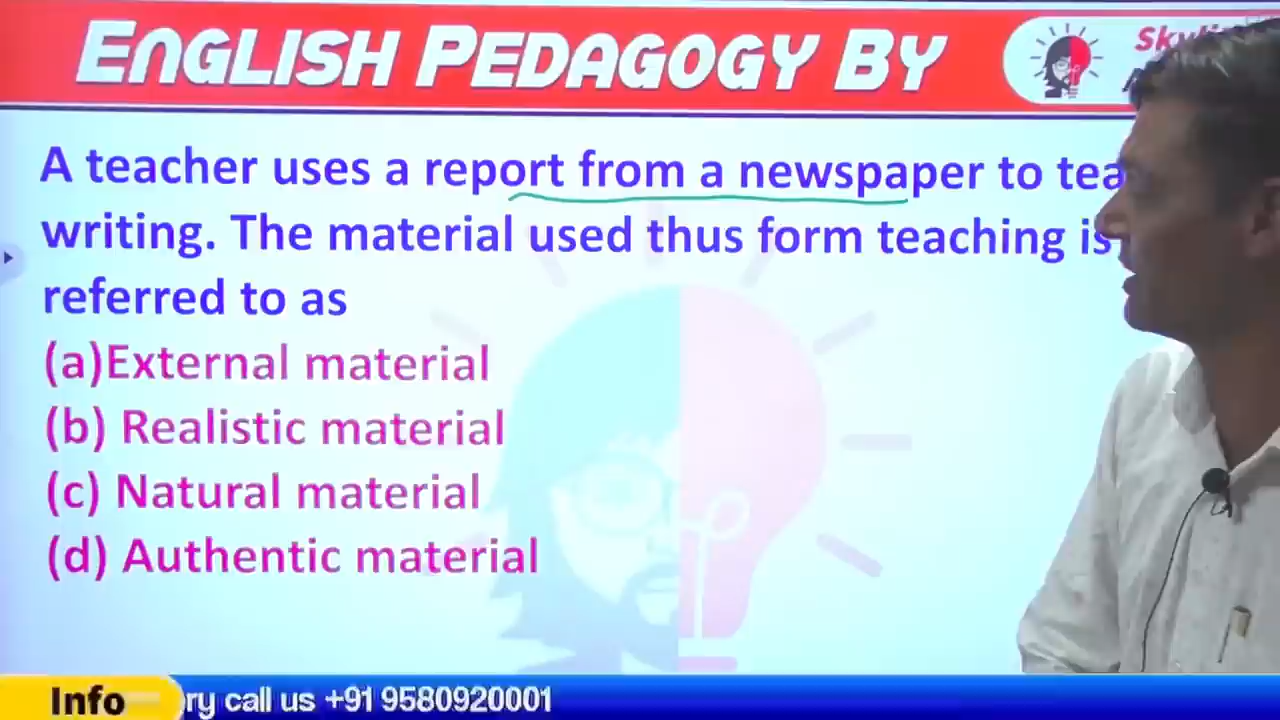 ENGLISH PEDAGOGY BY
A teacher uses a report from a newspaper to
writing. The material used thus form teaching is
referred to as
(a)External material
(b) Realistic material
(c) Natural material
(d) Authentic material
Info
call us +91 9580920001